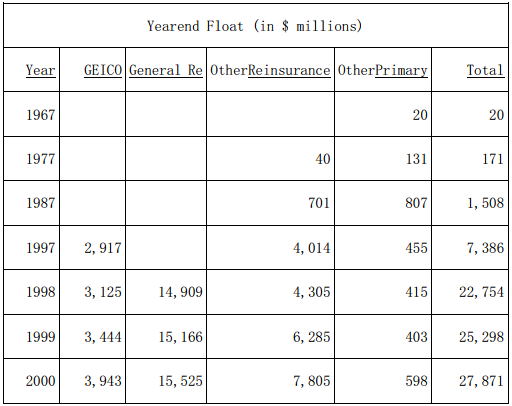 Yearend Float (in $ millions)
Year GEICO General Re OtherReinsurance OtherPrimary Total
1967 20 20
1977 40 131 171
1987 701 807 1,508
1997 2,917 4,014 455 7,386
1998 3,125 14,909 4,305 415 22,754
1999 3,444 15,166 6,285 403 25,298
2000 3,943 15,525 7,805 598 27,871